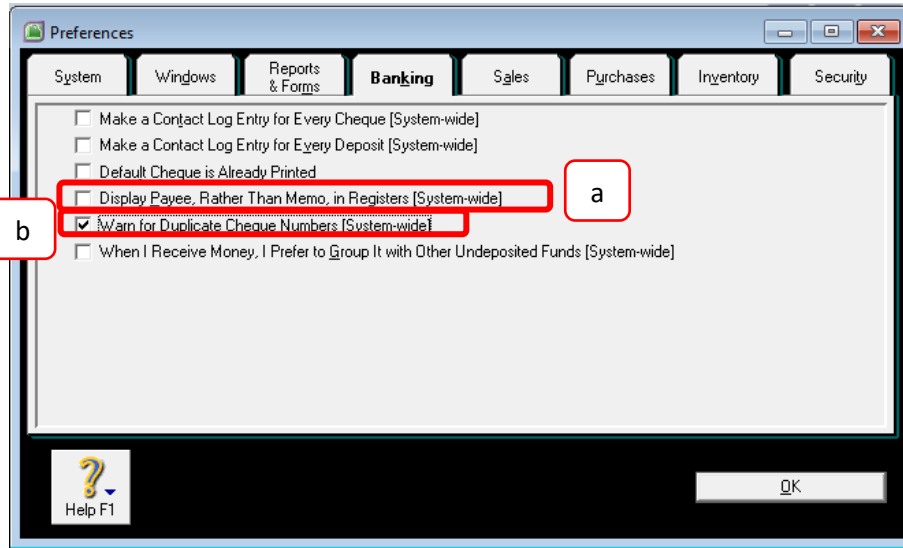 Preferences
System
Windows
Reports
& Forms
Banking
Sales
Purchases
Inventory
Security
Make a Contact Log Entry for Every Cheque [System-wide]
Make a Contact Log Entry for Every Deposit [System-wide]
Default Cheque is Already Printed
Display Payee, Rather Than Memo, in Registers [System-wide]
a
b
Warn for Duplicate Cheque Numbers [System-wide]
When I Receive Money, I Prefer to Group It with Other Undeposited Funds [System-wide]
?
Help F1
OK